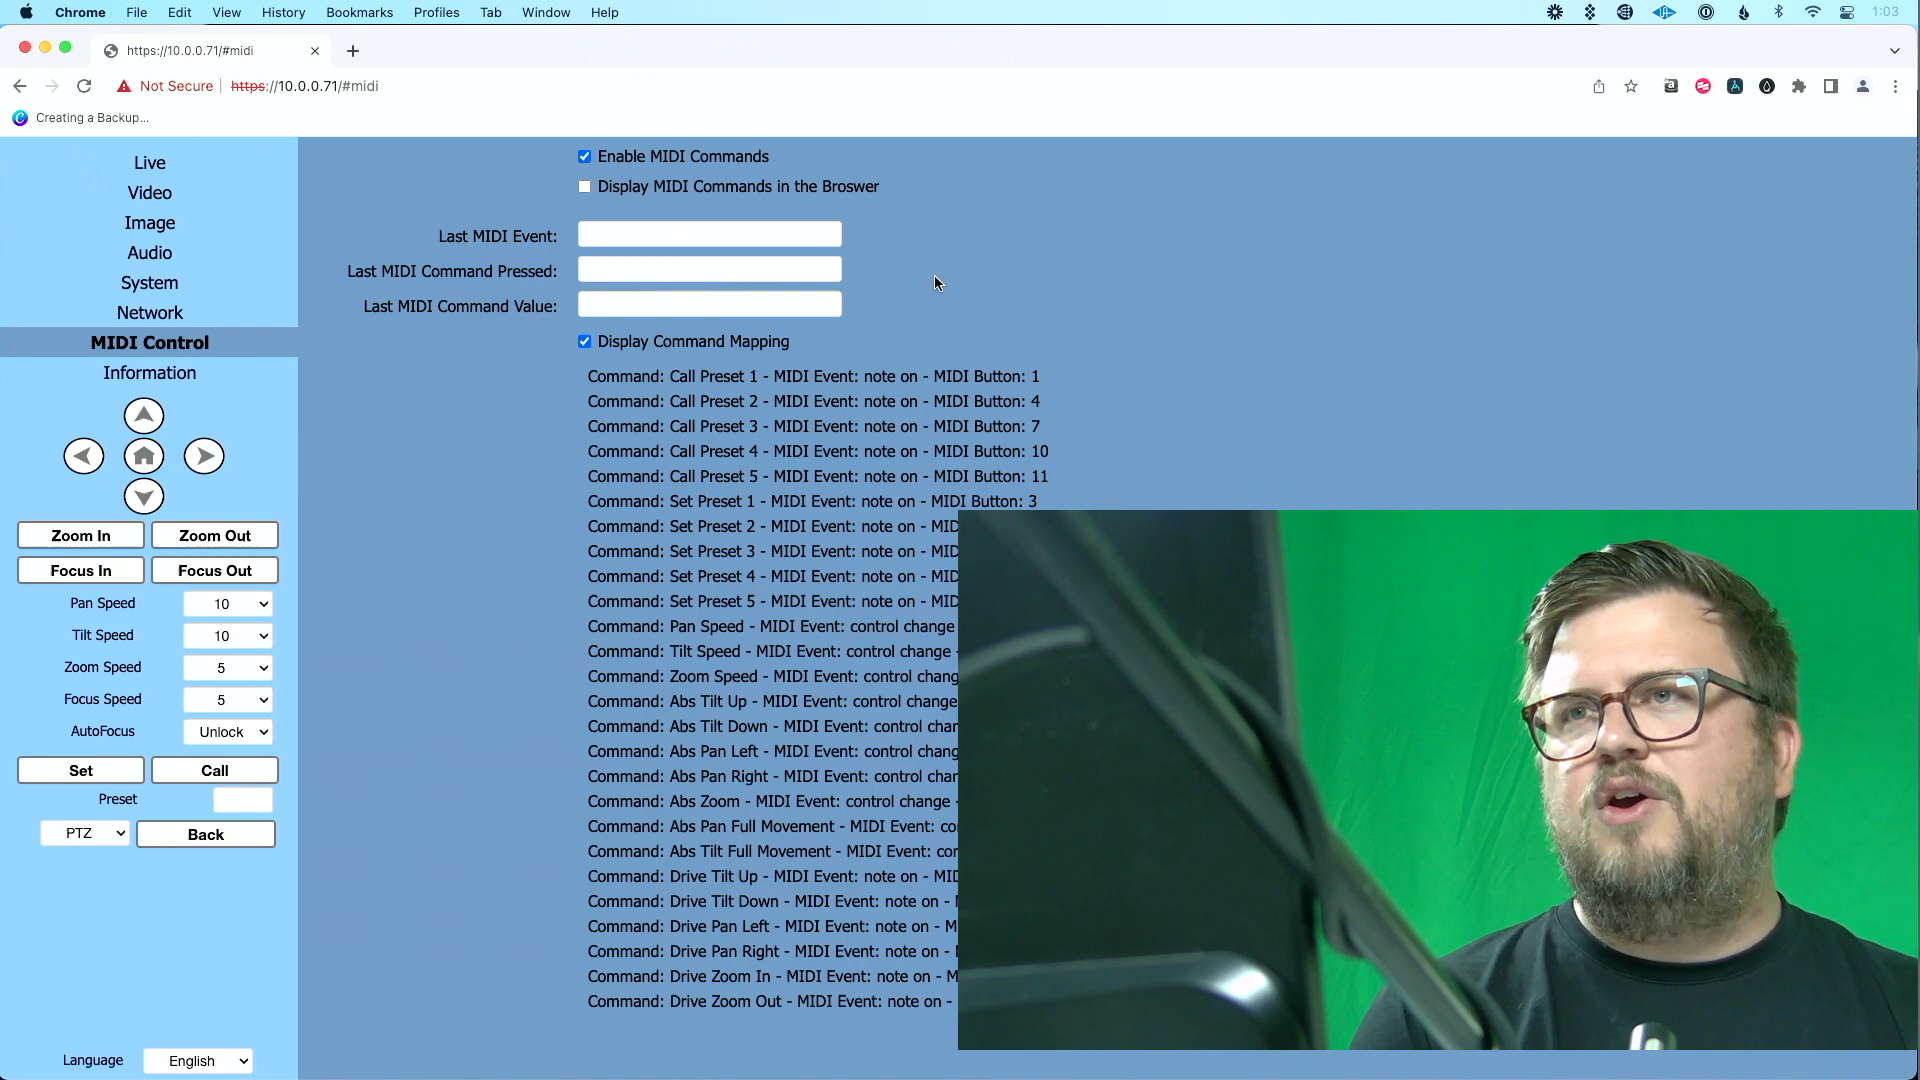 Chrome File Edit View History Bookmarks Profiles Tab Window Help 1:03
https://10.0.0.71/#midi
Not Secure https://10.0.0.71/#midi
Creating a Backup...
Live
Video
Image
Audio
System
Network
MIDI Control
Information
Zoom In Zoom Out
Focus In Focus Out
Pan Speed 10
Tilt Speed 10
Zoom Speed 5
Focus Speed 5
AutoFocus Unlock
Set Call
Preset
PTZ Back
Language English
Enable MIDI Commands
Display MIDI Commands in the Broswer
Last MIDI Event:
Last MIDI Command Pressed:
Last MIDI Command Value:
Display Command Mapping
Command: Call Preset 1 - MIDI Event: note on - MIDI Button: 1
Command: Call Preset 2 - MIDI Event: note on - MIDI Button: 4
Command: Call Preset 3 - MIDI Event: note on - MIDI Button: 7
Command: Call Preset 4 - MIDI Event: note on - MIDI Button: 10
Command: Call Preset 5 - MIDI Event: note on - MIDI Button: 11
Command: Set Preset 1 - MIDI Event: note on - MIDI Button: 3
Command: Set Preset 2 - MIDI Event: note on - MID
Command: Set Preset 3 - MIDI Event: note on - MID
Command: Set Preset 4 - MIDI Event: note on - MID
Command: Set Preset 5 - MIDI Event: note on - MID
Command: Pan Speed - MIDI Event: control change
Command: Tilt Speed - MIDI Event: control change -
Command: Zoom Speed - MIDI Event: control chang
Command: Abs Tilt Up - MIDI Event: control change
Command: Abs Tilt Down - MIDI Event: control chan
Command: Abs Pan Left - MIDI Event: control chang
Command: Abs Pan Right - MIDI Event: control chan
Command: Abs Zoom - MIDI Event: control change -
Command: Abs Pan Full Movement - MIDI Event: co
Command: Abs Tilt Full Movement - MIDI Event: con
Command: Drive Tilt Up - MIDI Event: note on - MID
Command: Drive Tilt Down - MIDI Event: note on - M
Command: Drive Pan Left - MIDI Event: note on - M
Command: Drive Pan Right - MIDI Event: note on - 
Command: Drive Zoom In - MIDI Event: note on - M
Command: Drive Zoom Out - MIDI Event: note on -